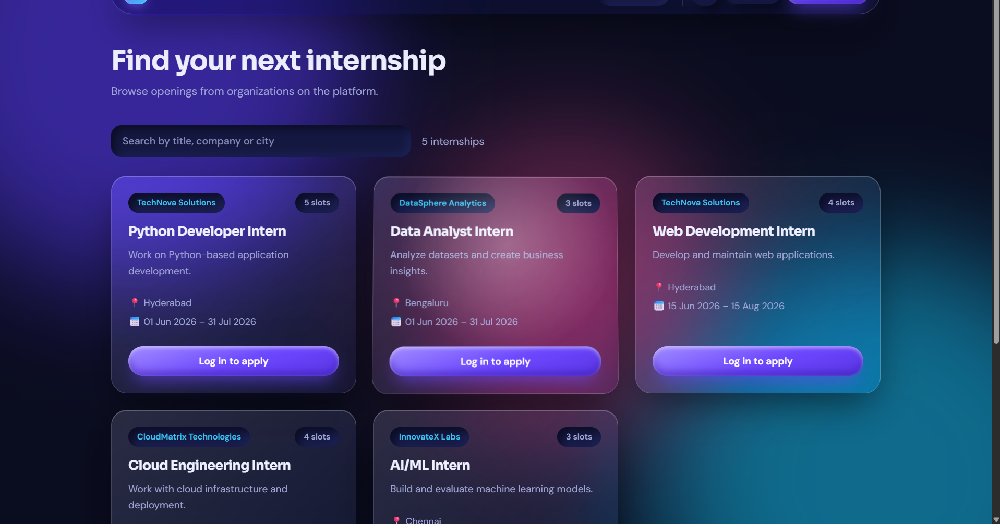 Find your next internship
Browse openings from organizations on the platform.
Search by title, company or city
5 internships
TechNova Solutions
5 slots
Python Developer Intern
Work on Python-based application
development.
Hyderabad
01 Jun 2026 – 31 Jul 2026
Log in to apply
DataSphere Analytics
3 slots
Data Analyst Intern
Analyze datasets and create business
insights.
Bengaluru
01 Jun 2026 – 31 Jul 2026
Log in to apply
TechNova Solutions
4 slots
Web Development Intern
Develop and maintain web applications.
Hyderabad
15 Jun 2026 – 15 Aug 2026
Log in to apply
CloudMatrix Technologies
4 slots
Cloud Engineering Intern
Work with cloud infrastructure and
deployment.
InnovateX Labs
3 slots
AI/ML Intern
Build and evaluate machine learning models.
Chennai